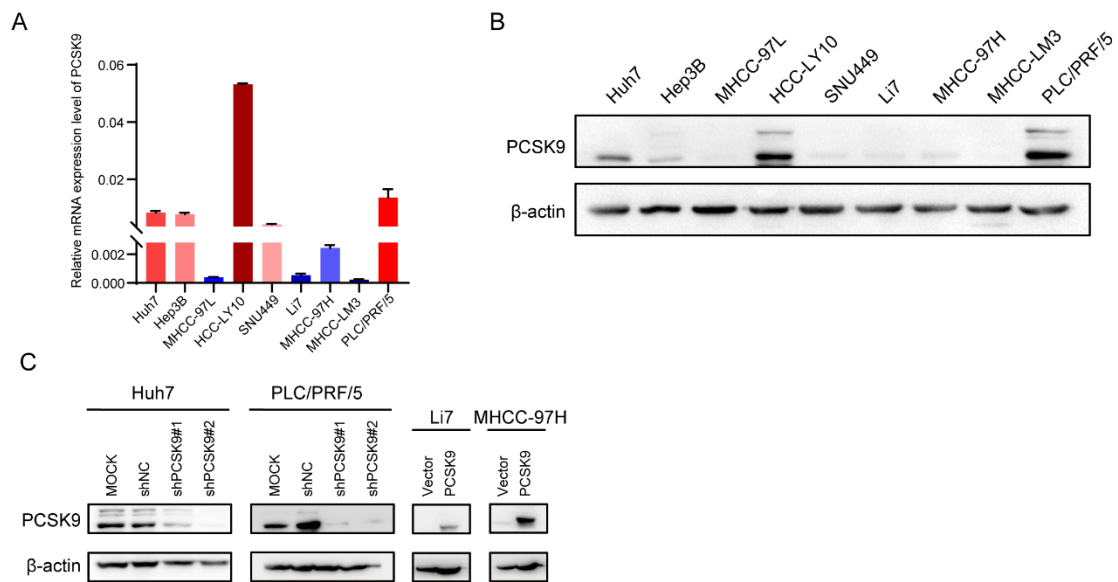 A
Relative mRNA expression level of PCSK9
0.06
0.04
0.02
0.002
0.000
Huh7
Hep3B
MHCC-97L
HCC-LY10
SNU449
Li7
MHCC-97H
MHCC-LM3
PLC/PRF/5
B
Huh7
Hep3B
MHCC-97L
HCC-LY10
SNU449
Li7
MHCC-97H
MHCC-LM3
PLC/PRF/5
PCSK9
β-actin
C
Huh7
PLC/PRF/5
Li7
MHCC-97H
MOCK
shNC
shPCSK9#1
shPCSK9#2
MOCK
shNC
shPCSK9#1
shPCSK9#2
Vector
PCSK9
Vector
PCSK9
PCSK9
β-actin